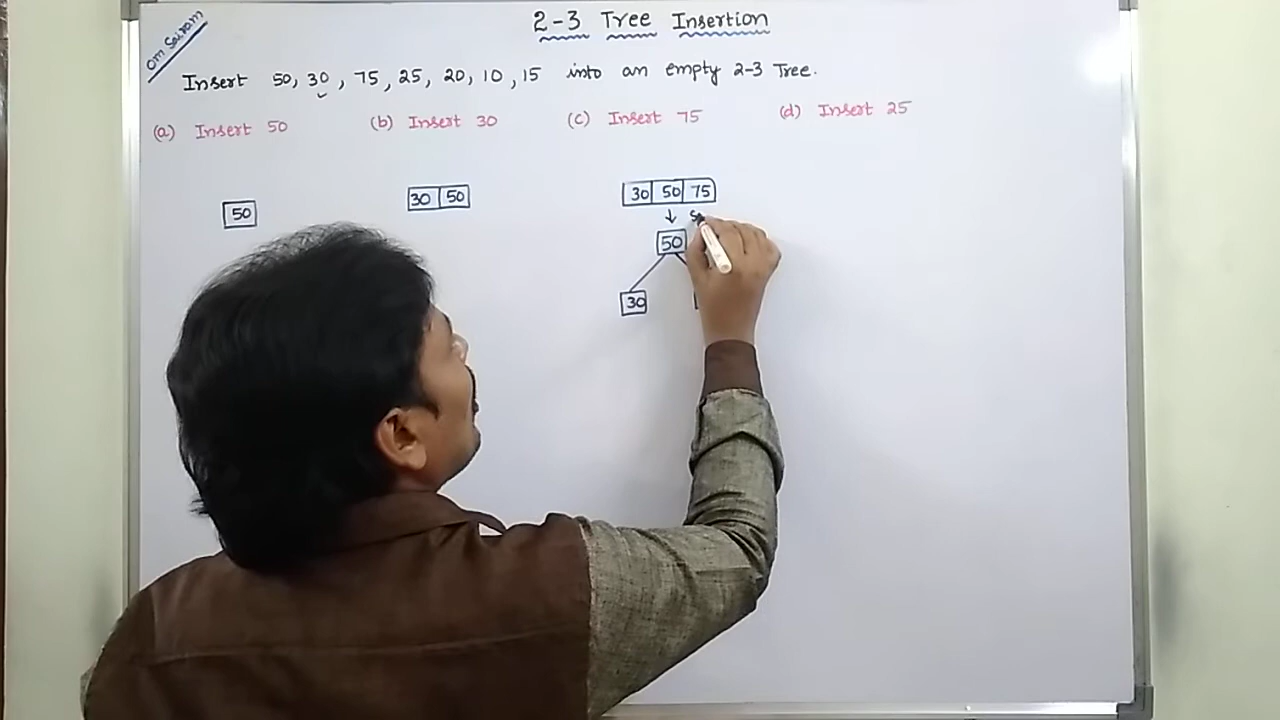 Om Sairam
2-3 Tree Insertion
Insert 50, 30, 75, 25, 20, 10, 15 into an empty 2-3 Tree.
(a) Insert 50 (b) Insert 30 (c) Insert 75 (d) Insert 25
50
30 50
30 50 75
50
30